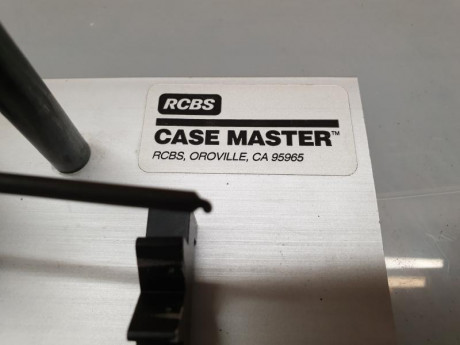 RCBS
CASE MASTER™
RCBS, OROVILLE, CA 95965